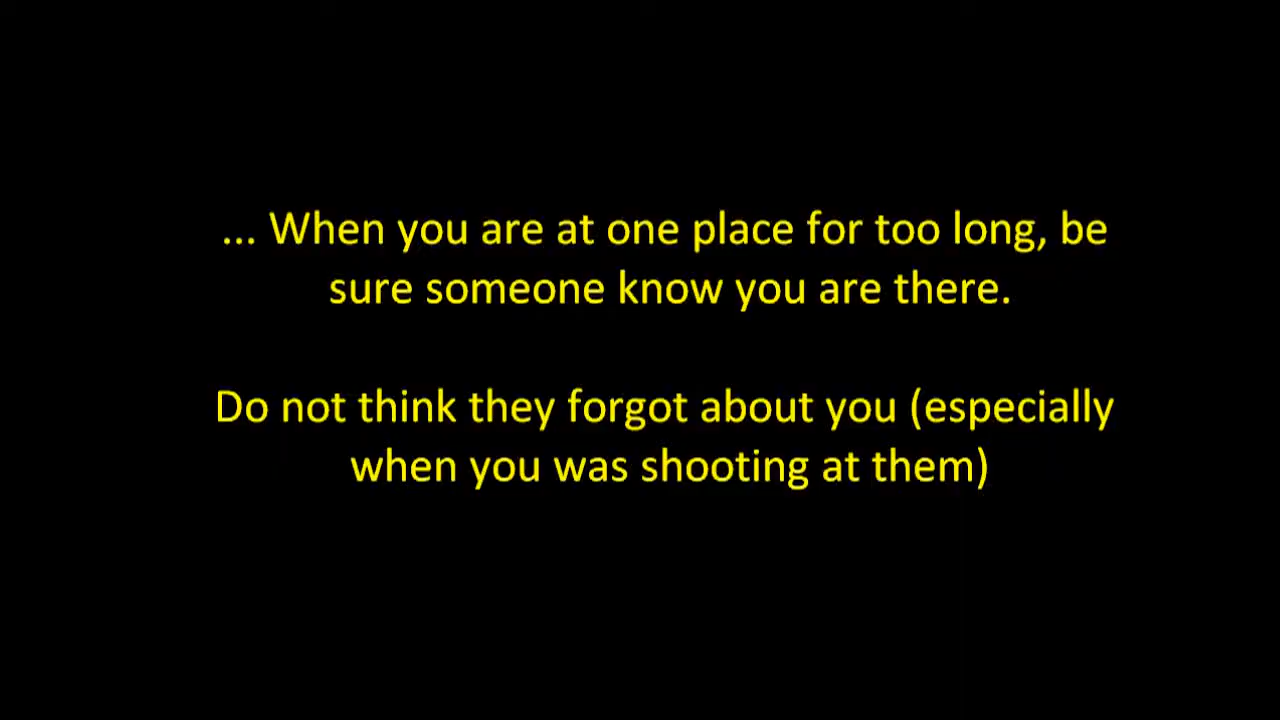 ... When you are at one place for too long, be
sure someone know you are there.
Do not think they forgot about you (especially
when you was shooting at them)